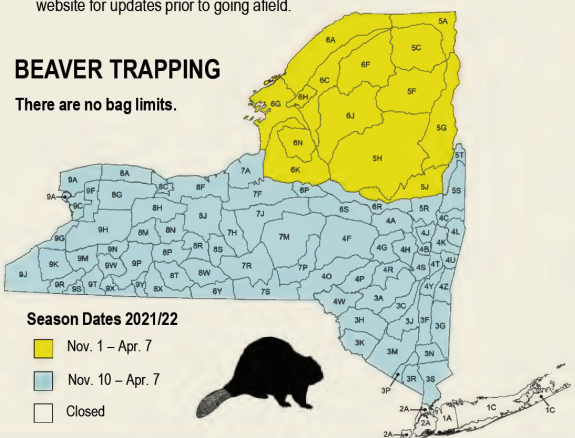 website for updates prior to going afield.
BEAVER TRAPPING
There are no bag limits.
5A
6A
5C
6F
6C
5F
6H
6G
6J
5G
6N
5H
6K
5T
5J
7A
8A
9A
9F
8C
8F
7F
6P
5S
9A
8G
9C
6S
6R
5R
8H
8J
7J
4A
4C
9G
9H
8M
8N
7H
7M
4F
4J
4L
4G
4H
4B
4K
9N
8P
8R
8S
9K
9M
9W
9P
7R
7P
4R
4S
4T
4U
9J
8T
8W
4O
4P
4Y
4Z
9R
9S
9T
9X
9Y
8X
8Y
7S
4W
3A
3C
3H
3J
3F
3G
3K
3M
3N
3P
3R
3S
2A
1C
1C
1A
2A
2A
Season Dates 2021/22
Nov. 1 – Apr. 7
Nov. 10 – Apr. 7
Closed